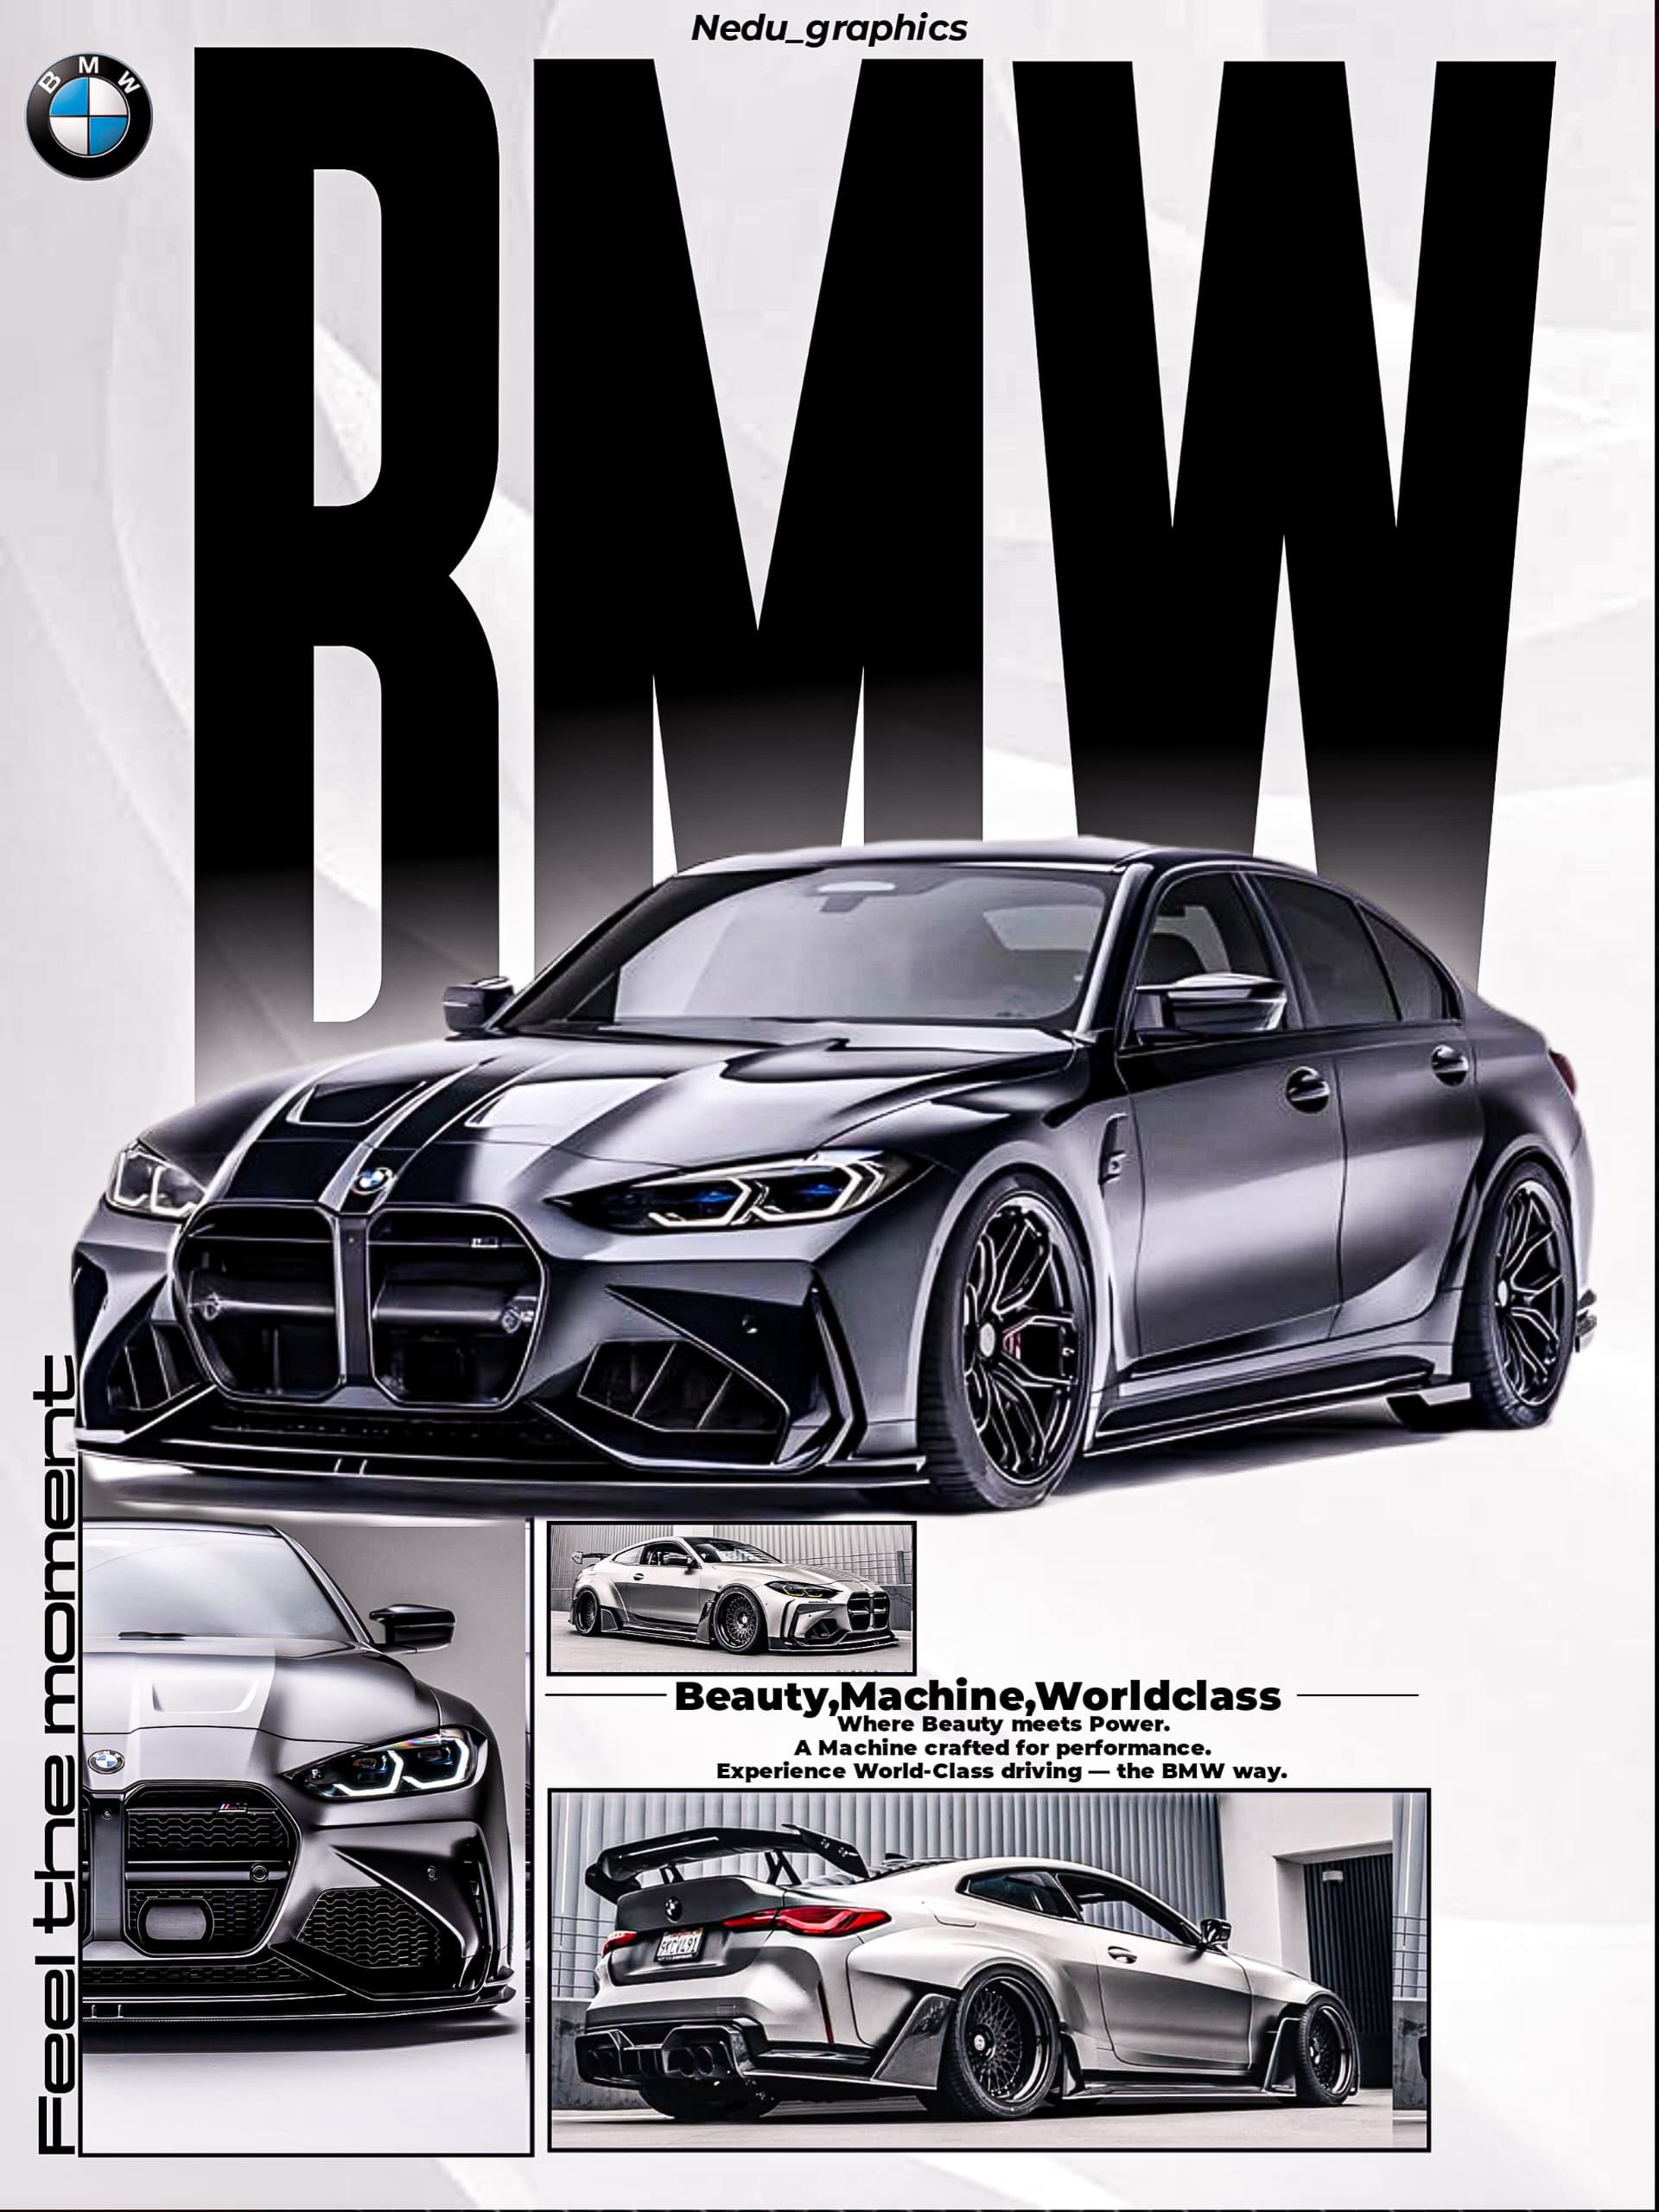 Nedu_graphics
BMW
BMW
Feel the moment
Beauty,Machine,Worldclass
Where Beauty meets Power.
A Machine crafted for performance.
Experience World-Class driving — the BMW way.